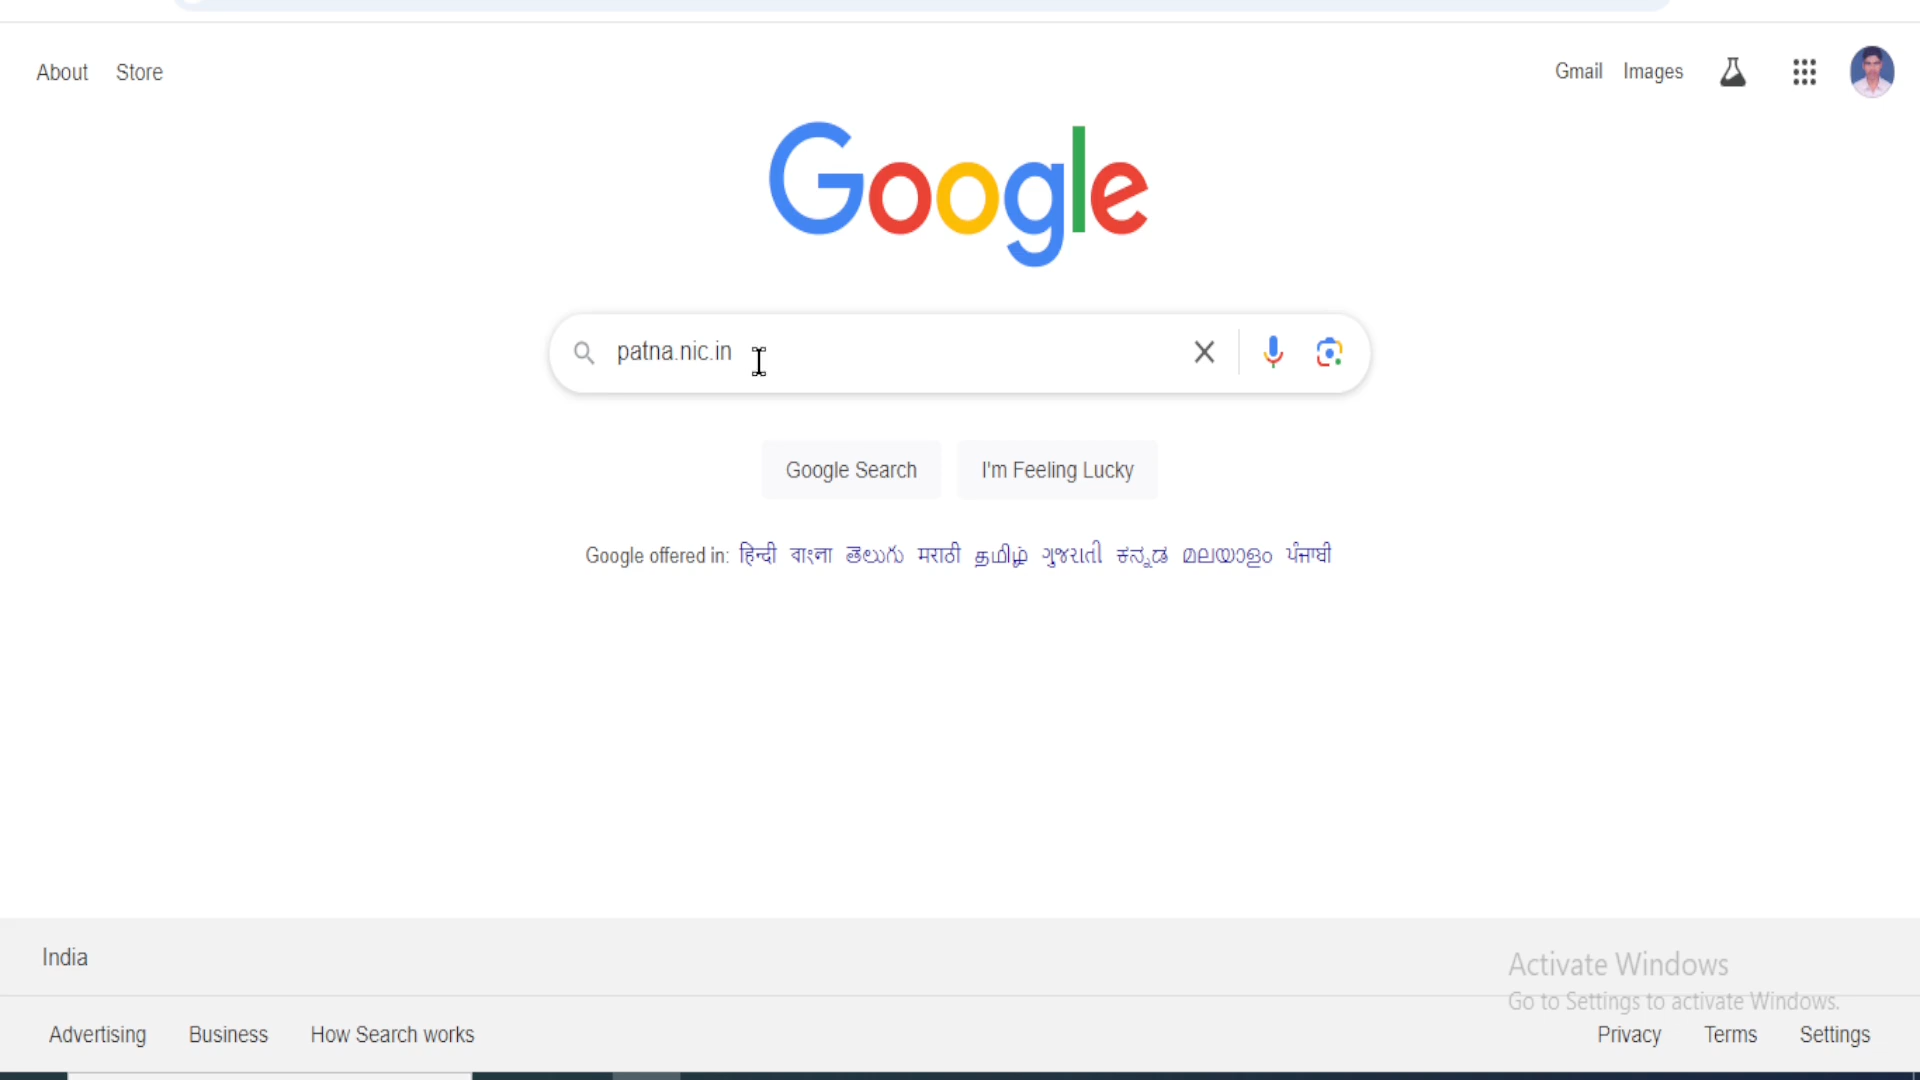 About Store
Gmail Images
Google
patna.nic.in
Google Search I'm Feeling Lucky
Google offered in: हिन्दी বাংলা తెలుగు मराठी தமிழ் ગુજરાતી ಕನ್ನಡ മലയാളം ਪੰਜਾਬੀ
India
Activate Windows
Go to Settings to activate Windows.
Advertising Business How Search works
Privacy Terms Settings